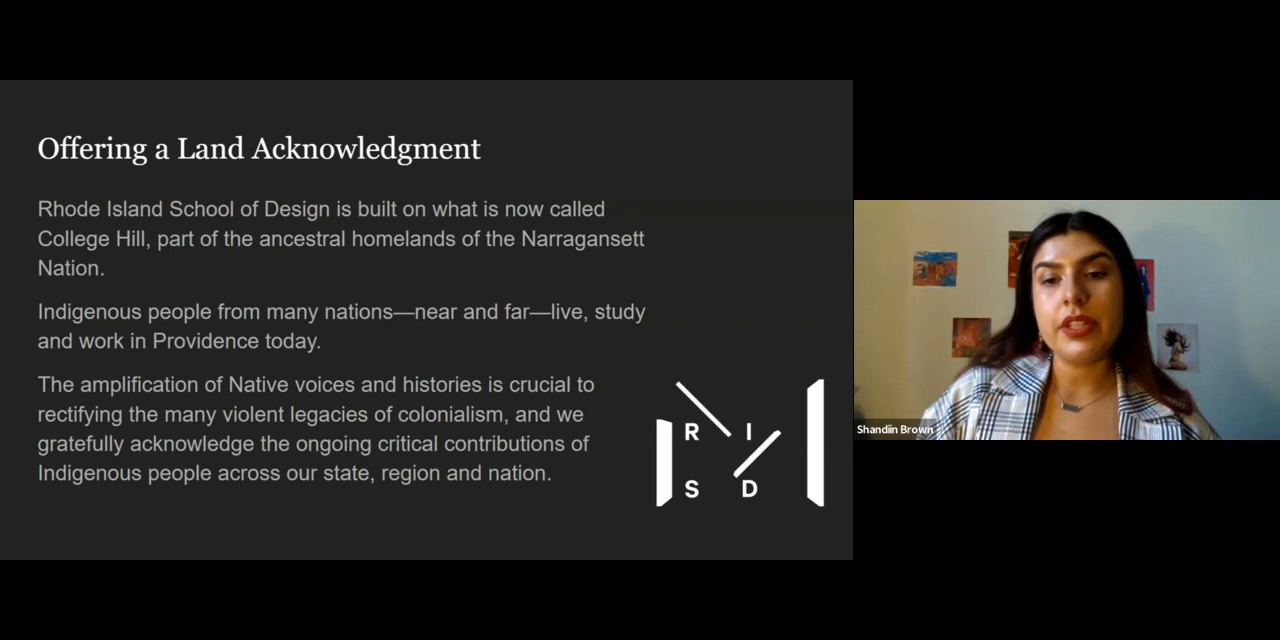 Offering a Land Acknowledgment
Rhode Island School of Design is built on what is now called
College Hill, part of the ancestral homelands of the Narragansett
Nation.
Indigenous people from many nations—near and far—live, study
and work in Providence today.
The amplification of Native voices and histories is crucial to
rectifying the many violent legacies of colonialism, and we
gratefully acknowledge the ongoing critical contributions of
Indigenous people across our state, region and nation.
R I
S D
Shandiin Brown